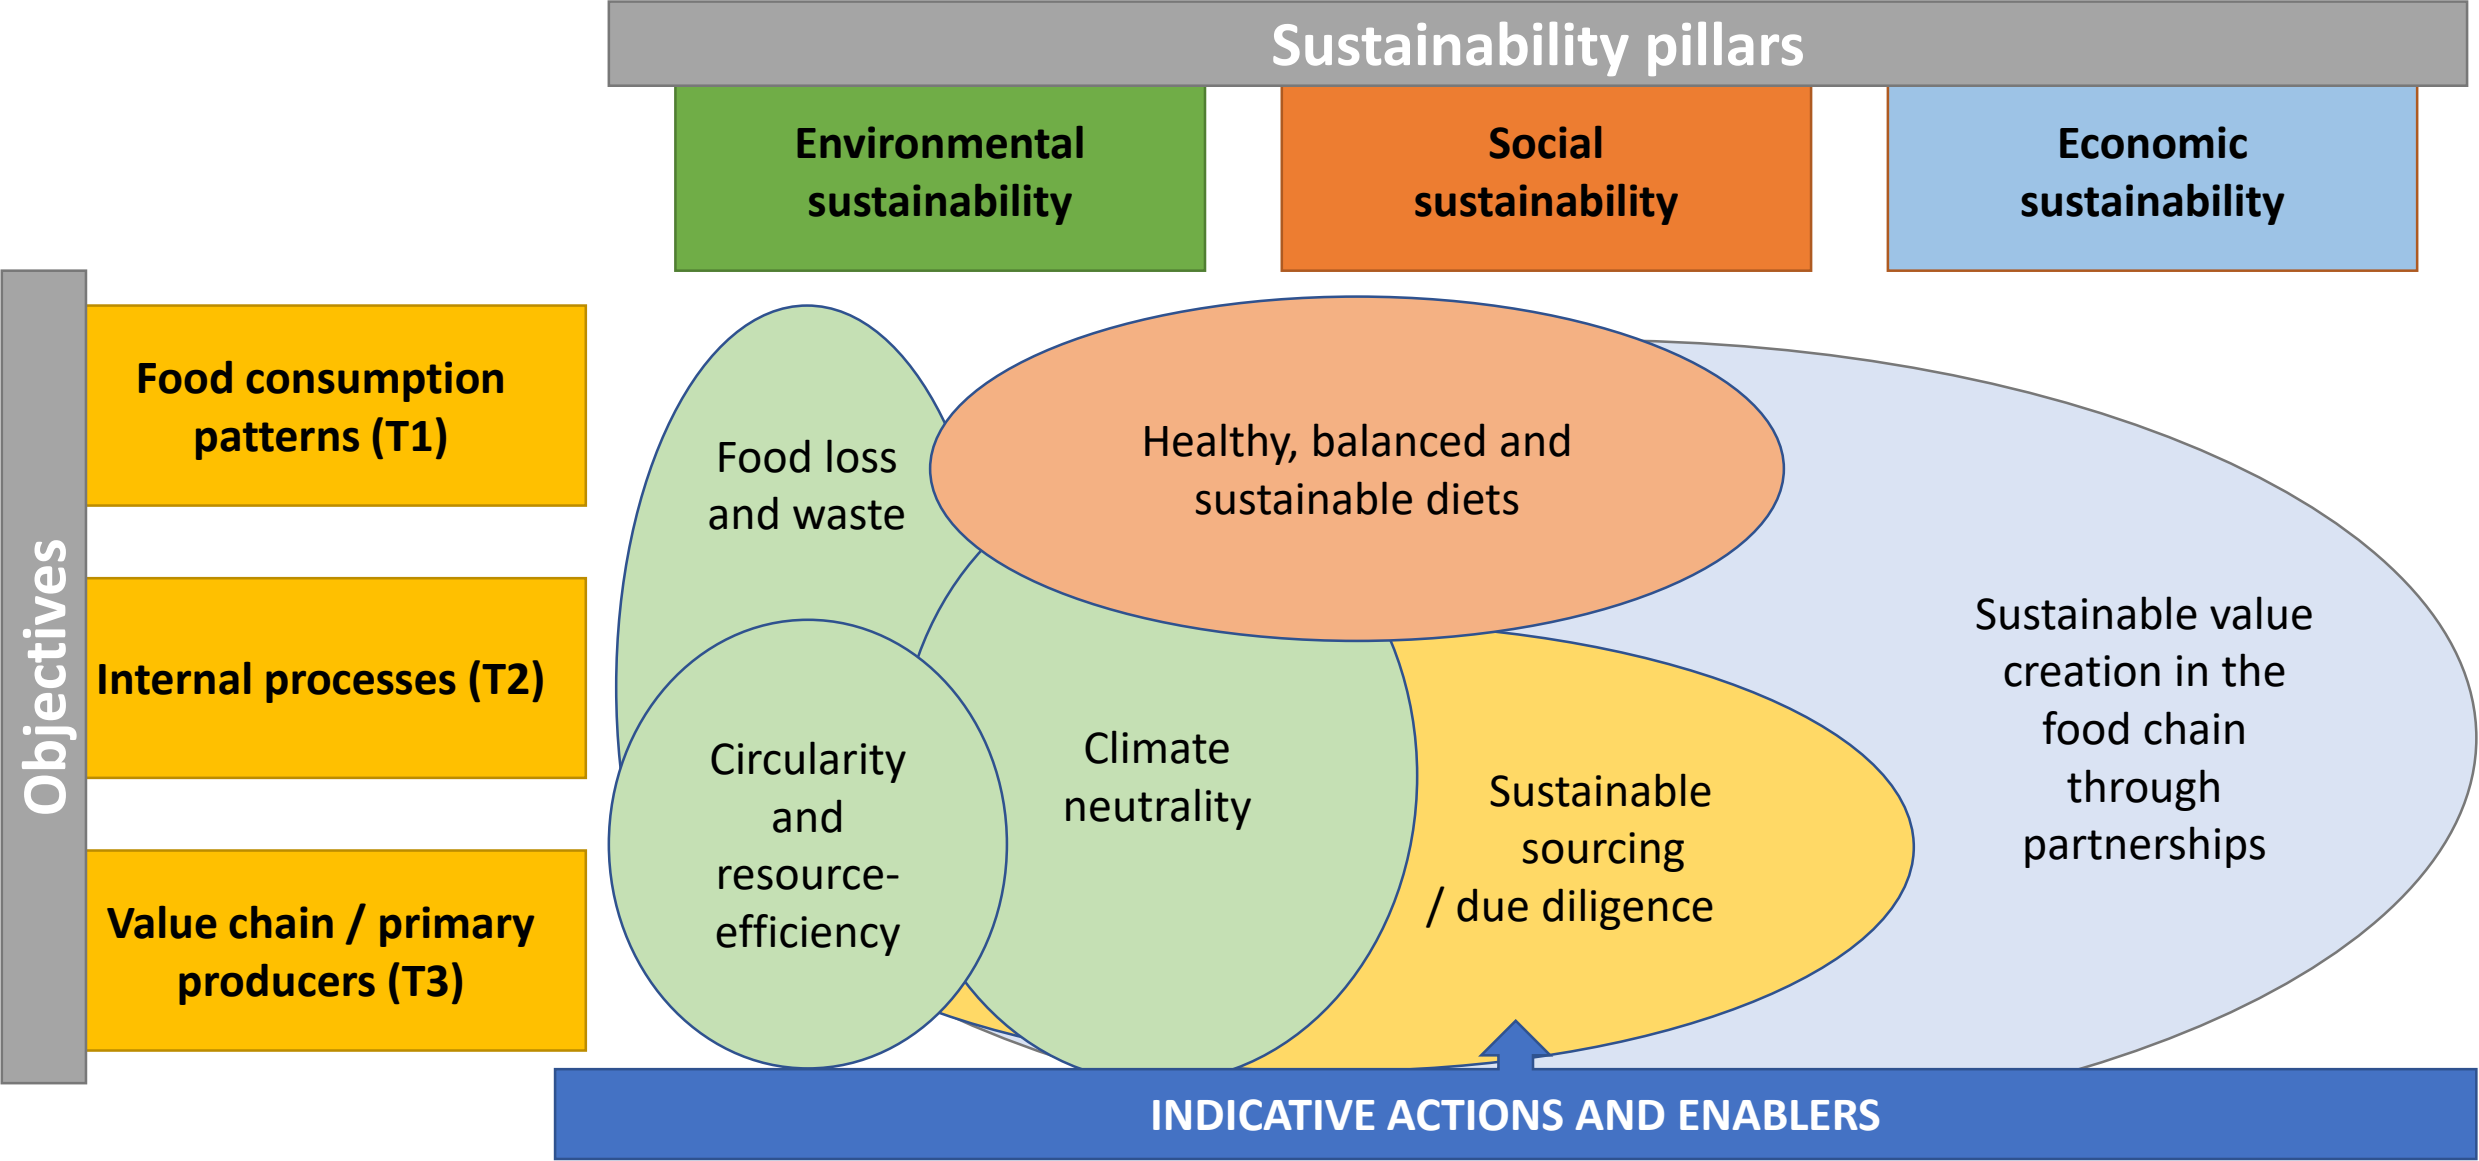 Sustainability pillars
Environmental
sustainability
Social
sustainability
Economic
sustainability
Objectives
Food consumption
patterns (T1)
Internal processes (T2)
Value chain / primary
producers (T3)
Food loss
and waste
Healthy, balanced and
sustainable diets
Circularity
and
resource-
efficiency
Climate
neutrality
Sustainable
sourcing
/ due diligence
Sustainable value
creation in the
food chain
through
partnerships
INDICATIVE ACTIONS AND ENABLERS